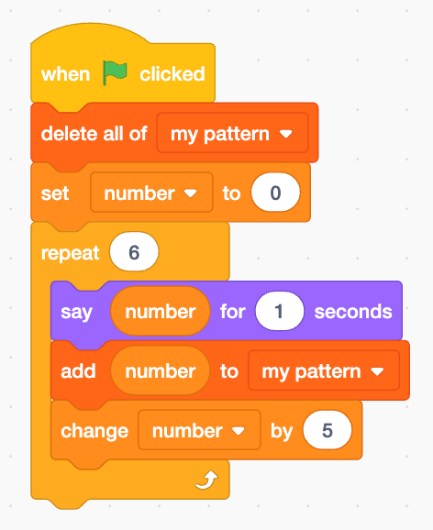 when clicked
delete all of my pattern
set number to 0
repeat 6
say number for 1 seconds
add number to my pattern
change number by 5